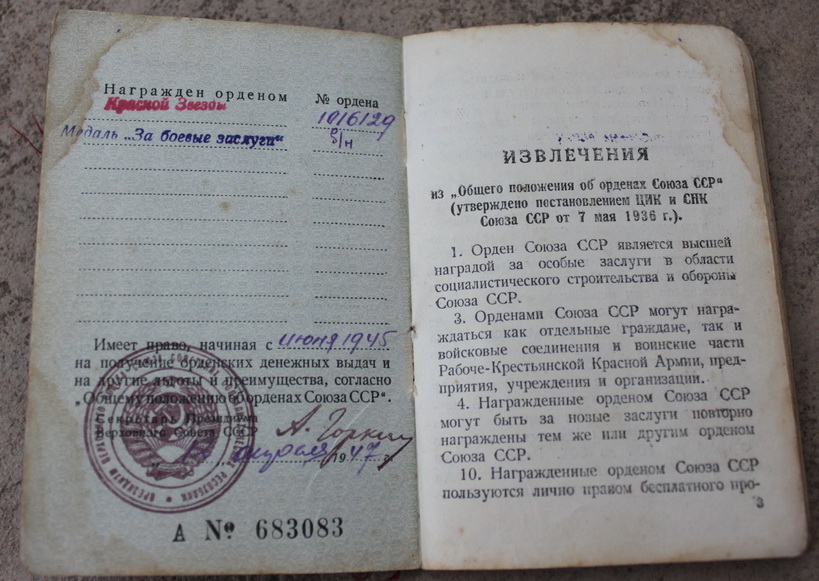 Награжден орденом
№ ордена
Красной Звезды
1016129
Медаль „За боевые заслуги“
б/н
Имеет право, начиная с июня 1945
на получение орденских денежных выдач и
на другие льготы и преимущества, согласно
„Общему положению об орденах Союза ССР“.
Секретарь Президиума
Верховного Совета СССР
А. Горкин
апреля 1947 г.
А № 683083
ИЗВЛЕЧЕНИЯ
из „Общего положения об орденах Союза ССР“
(утверждено постановлением ЦИК и СНК
Союза ССР от 7 мая 1936 г.).
1. Орден Союза ССР является высшей
наградой за особые заслуги в области
социалистического строительства и обороны
Союза ССР.
3. Орденами Союза ССР могут награ-
ждаться как отдельные граждане, так и
войсковые соединения и воинские части
Рабоче-Крестьянской Красной Армии, пред-
приятия, учреждения и организации.
4. Награжденные орденом Союза ССР
могут быть за новые заслуги повторно
награждены тем же или другим орденом
Союза ССР.
10. Награжденные орденом Союза ССР
пользуются лично правом бесплатного про-
3